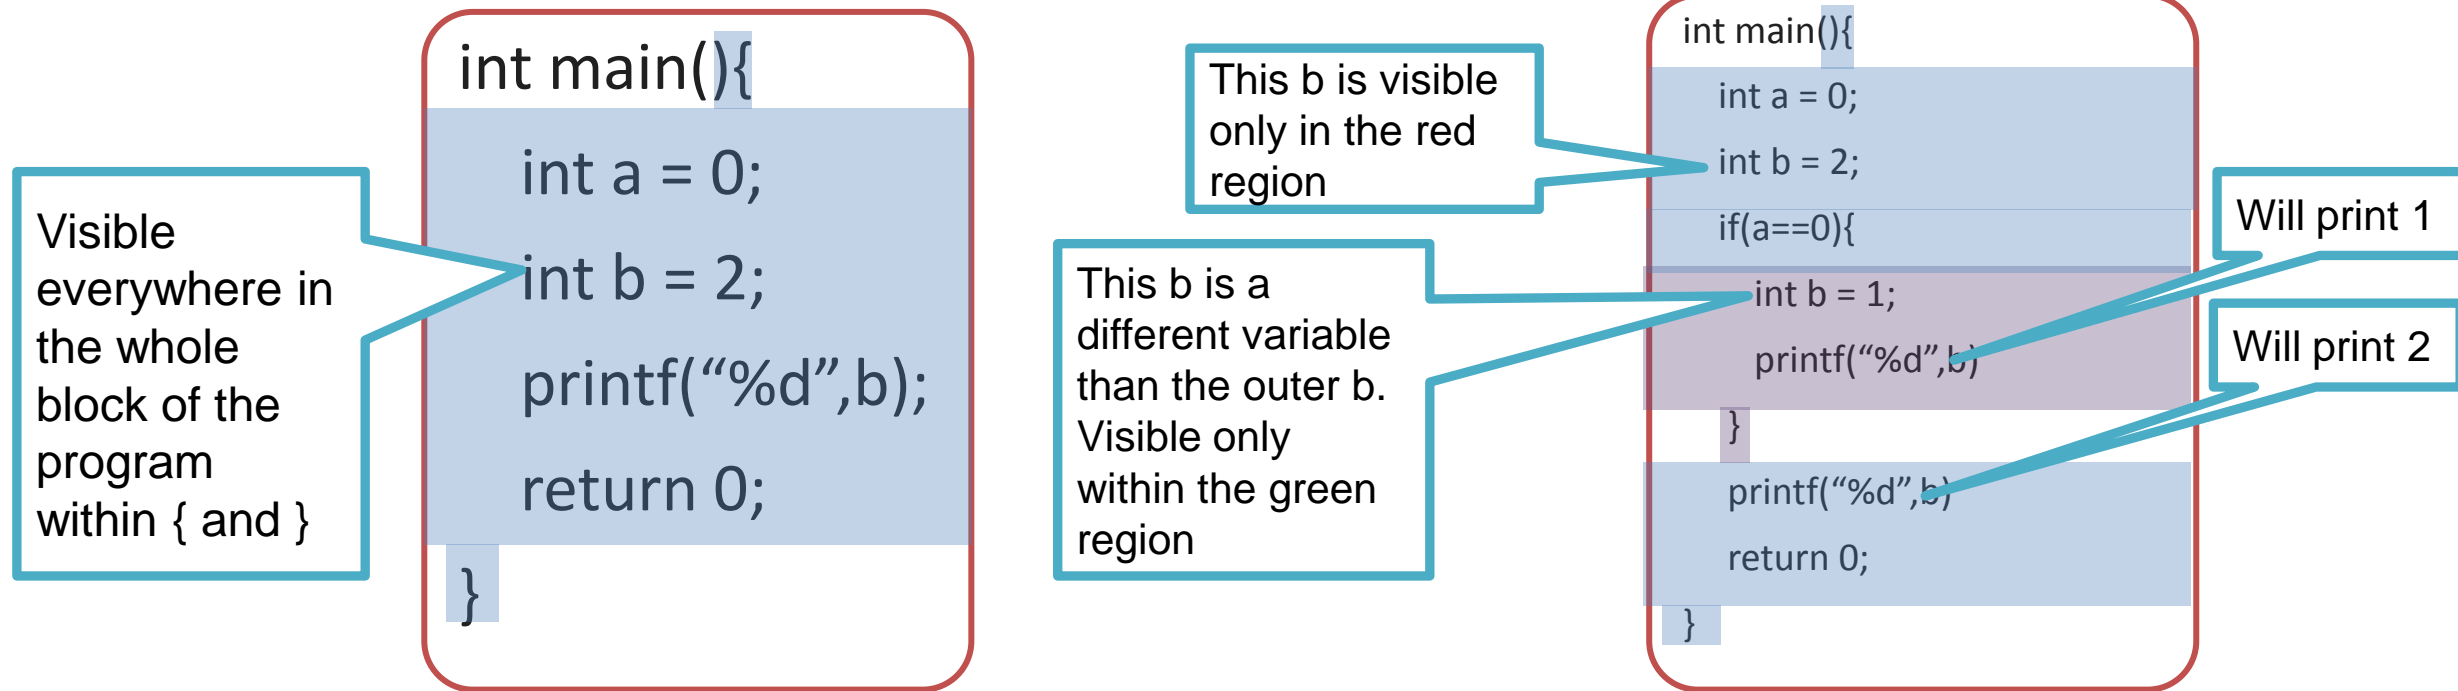 Visible
everywhere in
the whole
block of the
program
within { and }
int main(){
int a = 0;
int b = 2;
printf(“%d”,b);
return 0;
}
This b is visible
only in the red
region
This b is a
different variable
than the outer b.
Visible only
within the green
region
int main(){
int a = 0;
int b = 2;
if(a==0){
int b = 1;
printf(“%d”,b)
}
printf(“%d”,b)
return 0;
}
Will print 1
Will print 2